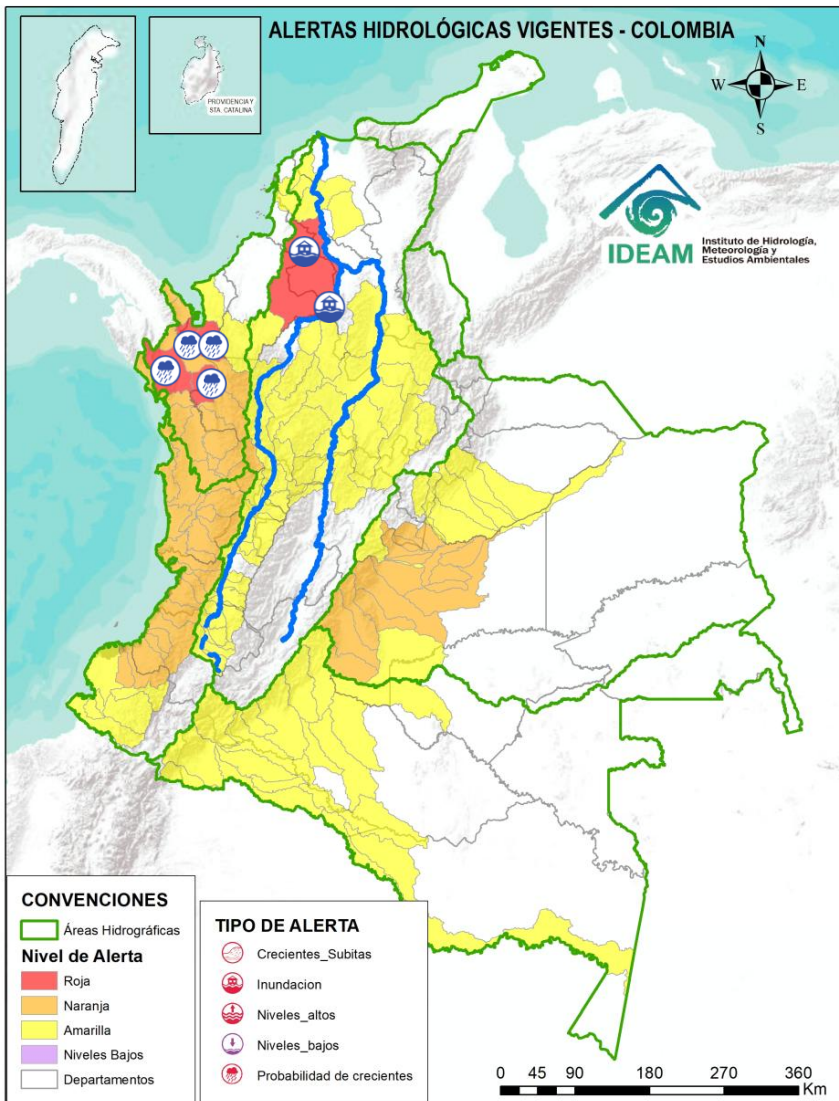 ALERTAS HIDROLÓGICAS VIGENTES - COLOMBIA
PROVIDENCIA Y
STA. CATALINA
N
W
E
S
IDEAM
Instituto de Hidrología,
Meteorología y
Estudios Ambientales
CONVENCIONES
Áreas Hidrográficas
Nivel de Alerta
Roja
Naranja
Amarilla
Niveles Bajos
Departamentos
TIPO DE ALERTA
Crecientes_Subitas
Inundacion
Niveles_altos
Niveles_bajos
Probabilidad de crecientes
0 45 90 180 270 360
Km